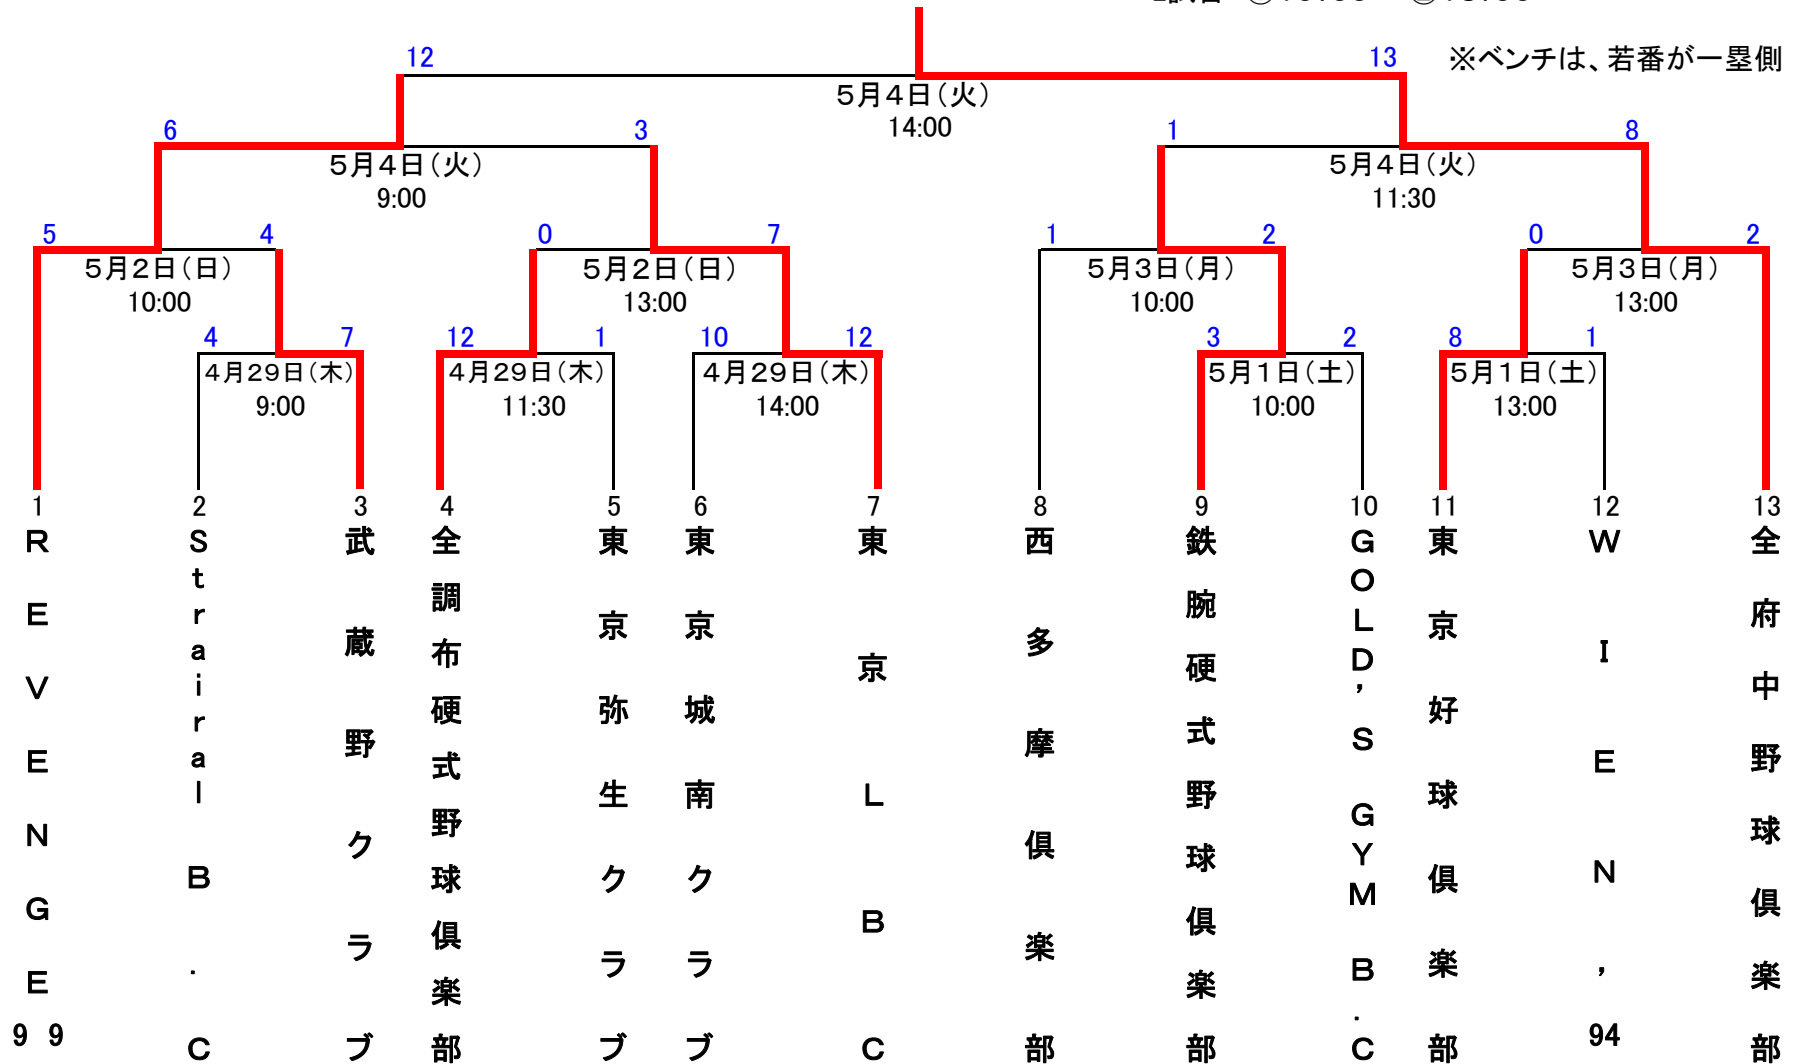 ※ベンチは、若番が一塁側
12
13
5月4日(火)
14:00
6
3
1
8
5月4日(火)
9:00
5月4日(火)
11:30
5
4
0
7
1
2
0
2
5月2日(日)
10:00
5月2日(日)
13:00
5月3日(月)
10:00
5月3日(月)
13:00
4
7
12
1
10
12
3
2
8
1
4月29日(木)
9:00
4月29日(木)
11:30
4月29日(木)
14:00
5月1日(土)
10:00
5月1日(土)
13:00
1
REVENGE99
2
Strairal B.C
3
武蔵野クラブ
4
全調布硬式野球倶楽部
5
東京弥生クラブ
6
東京城南クラブ
7
東京LBC
8
西多摩倶楽部
9
鉄腕硬式野球倶楽部
10
GOLD’S GYM B.C
11
東京好球倶楽部
12
WIEN’94
13
全府中野球倶楽部